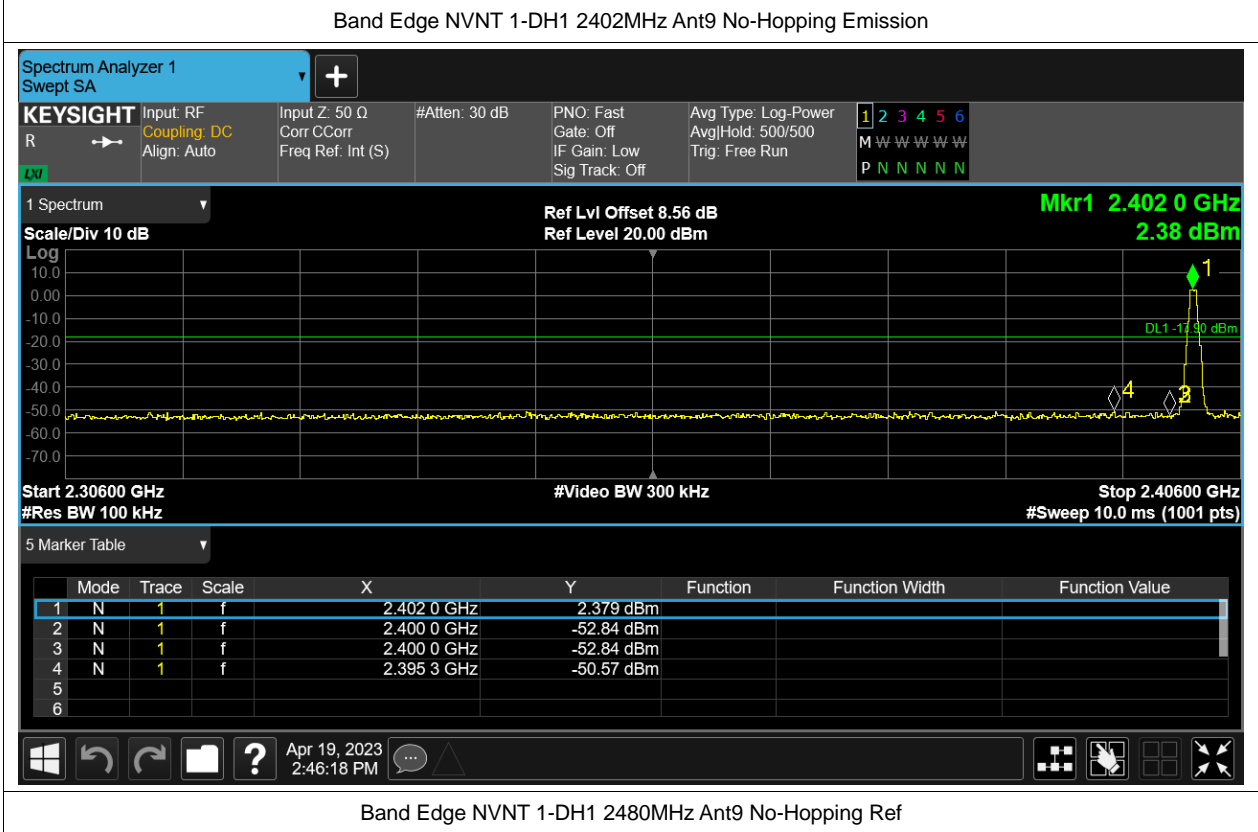 Band Edge NVNT 1-DH1 2402MHz Ant9 No-Hopping Emission
Spectrum Analyzer 1
Swept SA
KEYSIGHT Input: RF Input Z: 50 Ω #Atten: 30 dB PNO: Fast Avg Type: Log-Power 1 2 3 4 5 6
R Coupling: DC Corr CCorr Gate: Off Avg|Hold: 500/500 M W W W W W
Align: Auto Freq Ref: Int (S) IF Gain: Low Trig: Free Run
LXI Sig Track: Off P N N N N N
1 Spectrum Ref Lvl Offset 8.56 dB Mkr1 2.402 0 GHz
Scale/Div 10 dB Ref Level 20.00 dBm 2.38 dBm
Log
10.0 1
0.00
-10.0
DL1 -17.90 dBm
-20.0
-30.0
-40.0 4
-50.0
-60.0
-70.0
Start 2.30600 GHz #Video BW 300 kHz Stop 2.40600 GHz
#Res BW 100 kHz #Sweep 10.0 ms (1001 pts)
5 Marker Table
Mode Trace Scale X Y Function Function Width Function Value
1 N 1 f 2.402 0 GHz 2.379 dBm
2 N 1 f 2.400 0 GHz -52.84 dBm
3 N 1 f 2.400 0 GHz -52.84 dBm
4 N 1 f 2.395 3 GHz -50.57 dBm
5
6
? Apr 19, 2023
2:46:18 PM
Band Edge NVNT 1-DH1 2480MHz Ant9 No-Hopping Ref